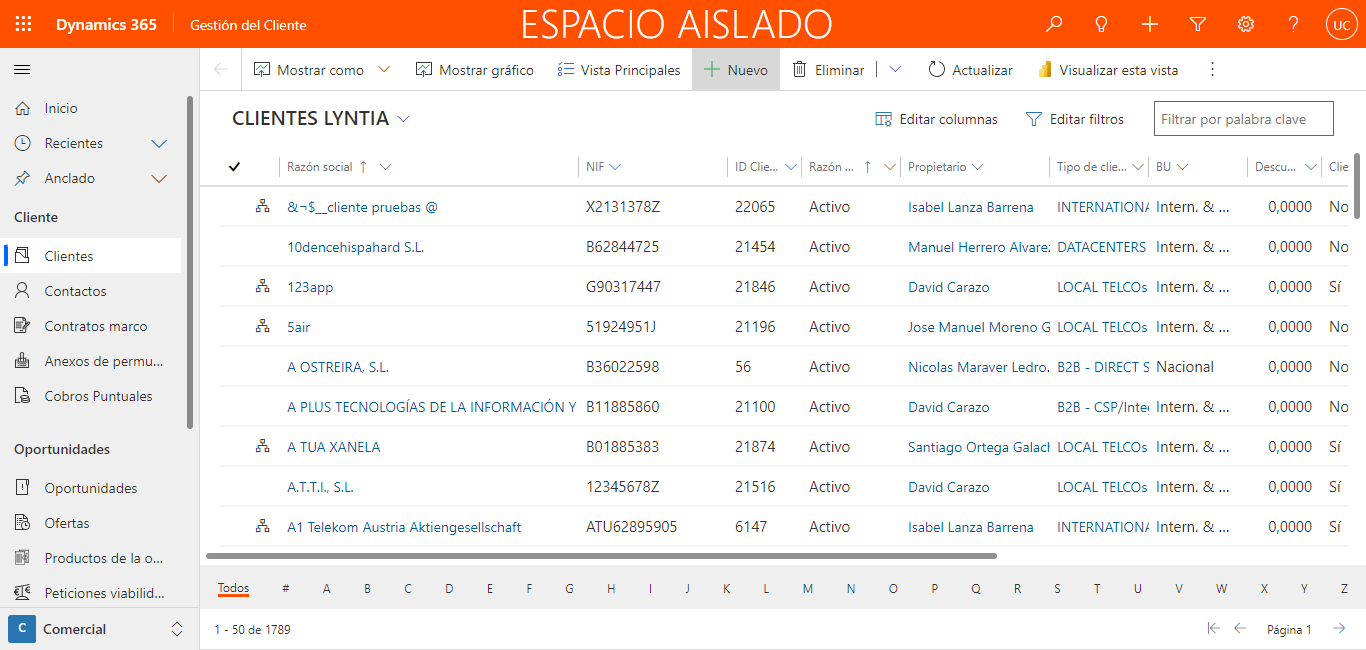 Dynamics 365 Gestión del Cliente ESPACIO AISLADO UC
Mostrar como Mostrar gráfico Vista Principales Nuevo Eliminar Actualizar Visualizar esta vista
Inicio
Recientes
Anclado
Cliente
Clientes
Contactos
Contratos marco
Anexos de permu...
Cobros Puntuales
Oportunidades
Oportunidades
Ofertas
Productos de la o...
Peticiones viabilid...
C Comercial
CLIENTES LYNTIA Editar columnas Editar filtros Filtrar por palabra clave
Razón social NIF ID Clie... Razón ... Propietario Tipo de clie... BU Descu... Clie
&¬$__cliente pruebas @ X2131378Z 22065 Activo Isabel Lanza Barrena INTERNATIONA Intern. & ... 0,0000 No
10dencehispahard S.L. B62844725 21454 Activo Manuel Herrero Alvarez DATACENTERS Intern. & ... 0,0000 No
123app G90317447 21846 Activo David Carazo LOCAL TELCOs Intern. & ... 0,0000 Sí
5air 51924951J 21196 Activo Jose Manuel Moreno G LOCAL TELCOs Intern. & ... 0,0000 No
A OSTREIRA, S.L. B36022598 56 Activo Nicolas Maraver Ledro. B2B - DIRECT S Nacional 0,0000 No
A PLUS TECNOLOGÍAS DE LA INFORMACIÓN Y B11885860 21100 Activo David Carazo B2B - CSP/Inte Intern. & ... 0,0000 No
A TUA XANELA B01885383 21874 Activo Santiago Ortega Galach LOCAL TELCOs Intern. & ... 0,0000 Sí
A.T.T.I., S.L. 12345678Z 21516 Activo David Carazo LOCAL TELCOs Intern. & ... 0,0000 Sí
A1 Telekom Austria Aktiengesellschaft ATU62895905 6147 Activo Isabel Lanza Barrena INTERNATIONA Intern. & ... 0,0000 Sí
Todos # A B C D E F G H I J K L M N O P Q R S T U V W X Y Z
1 - 50 de 1789 Página 1